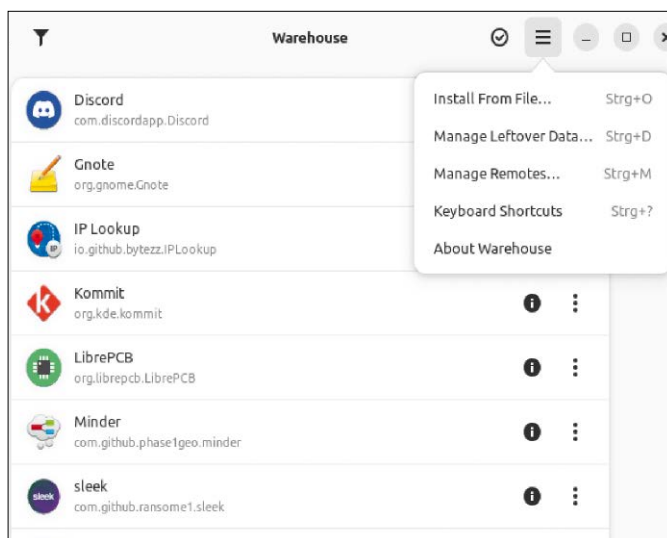 Warehouse
Discord
com.discordapp.Discord
Gnote
org.gnome.Gnote
IP Lookup
io.github.bytezz.IPLookup
Kommit
org.kde.kommit
LibrePCB
org.librepcb.LibrePCB
Minder
com.github.phase1geo.minder
sleek
sleek
com.github.ransome1.sleek
IP
Install From File... Strg+O
Manage Leftover Data... Strg+D
Manage Remotes... Strg+M
Keyboard Shortcuts Strg+?
About Warehouse